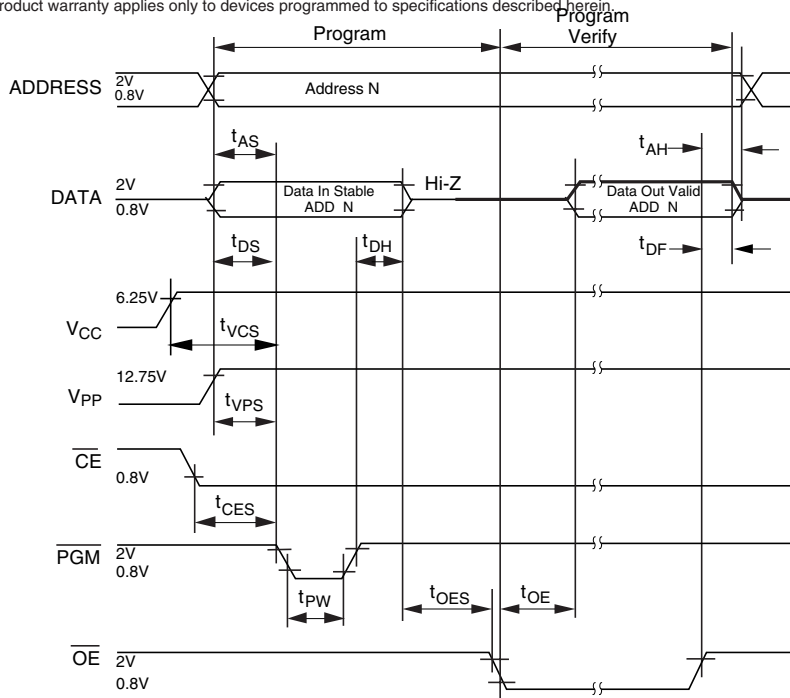 roduct warranty applies only to devices programmed to specifications described herein.
Program
Program
Verify
ADDRESS
2V
0.8V
Address N
tAS
tAH
DATA
2V
0.8V
Data In Stable
ADD N
Hi-Z
Data Out Valid
ADD N
tDS
tDH
tDF
6.25V
VCC
tVCS
12.75V
VPP
tVPS
CE
0.8V
tCES
PGM
2V
0.8V
tPW
tOES
tOE
OE
2V
0.8V